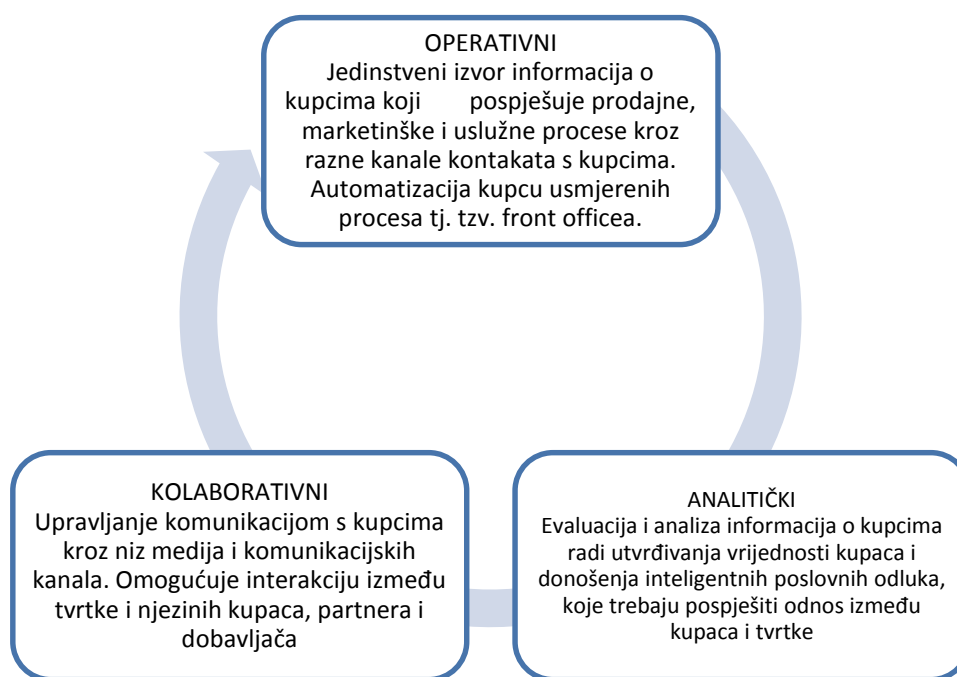 OPERATIVNI
Jedinstveni izvor informacija o
kupcima koji pospješuje prodajne,
marketinške i uslužne procese kroz
razne kanale kontakata s kupcima.
Automatizacija kupcu usmjerenih
procesa tj. tzv. front officea.
KOLABORATIVNI
Upravljanje komunikacijom s kupcima
kroz niz medija i komunikacijskih
kanala. Omogućuje interakciju između
tvrtke i njezinih kupaca, partnera i
dobavljača
ANALITIČKI
Evaluacija i analiza informacija o kupcima
radi utvrđivanja vrijednosti kupaca i
donošenja inteligentnih poslovnih odluka,
koje trebaju pospješiti odnos između
kupaca i tvrtke